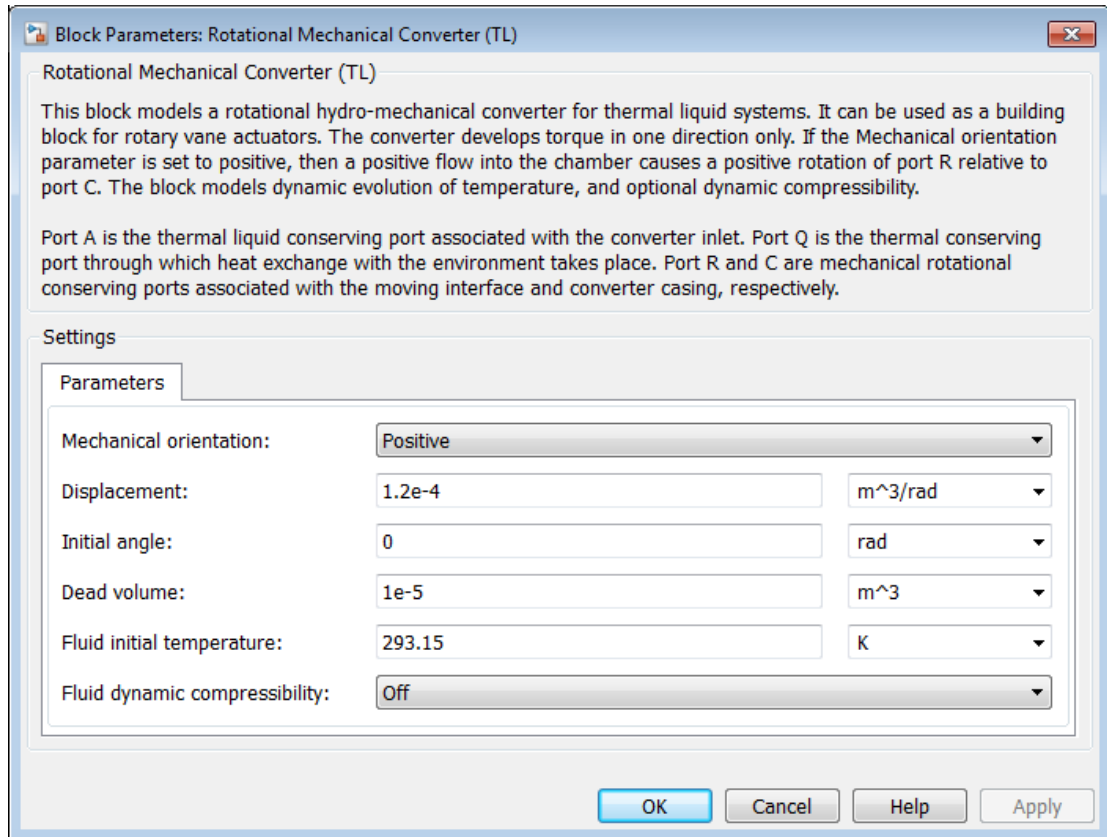 Block Parameters: Rotational Mechanical Converter (TL)
Rotational Mechanical Converter (TL)
This block models a rotational hydro-mechanical converter for thermal liquid systems. It can be used as a building
block for rotary vane actuators. The converter develops torque in one direction only. If the Mechanical orientation
parameter is set to positive, then a positive flow into the chamber causes a positive rotation of port R relative to
port C. The block models dynamic evolution of temperature, and optional dynamic compressibility.
Port A is the thermal liquid conserving port associated with the converter inlet. Port Q is the thermal conserving
port through which heat exchange with the environment takes place. Port R and C are mechanical rotational
conserving ports associated with the moving interface and converter casing, respectively.
Settings
Parameters
Mechanical orientation: Positive
Displacement: 1.2e-4 m^3/rad
Initial angle: 0 rad
Dead volume: 1e-5 m^3
Fluid initial temperature: 293.15 K
Fluid dynamic compressibility: Off
OK Cancel Help Apply